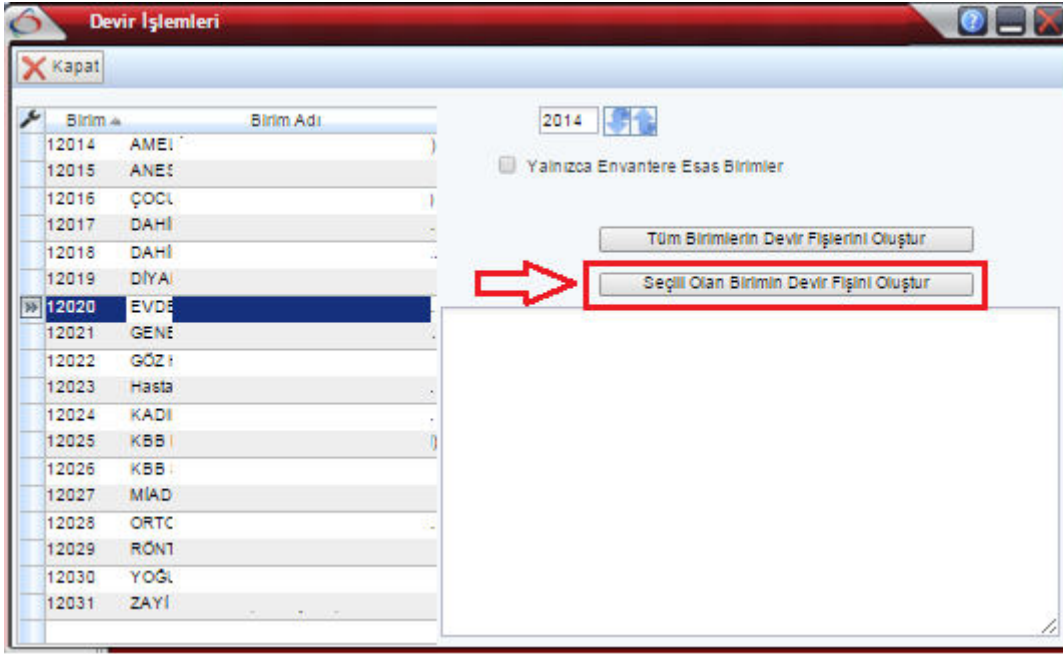 Devir İşlemleri
Kapat
Birim Birim Adı
12014 AMEL
12015 ANES
12016 ÇOCU
12017 DAHİ
12018 DAHİ
12019 DİYA
12020 EVDE
12021 GENE
12022 GÖZ
12023 Hasta
12024 KADI
12025 KBB
12026 KBB
12027 MİAD
12028 ORTO
12029 RÖNT
12030 YOĞU
12031 ZAYİ
2014
Yalnızca Envantere Esas Birimler
Tüm Birimlerin Devir Fişlerini Oluştur
Seçili Olan Birimin Devir Fişini Oluştur